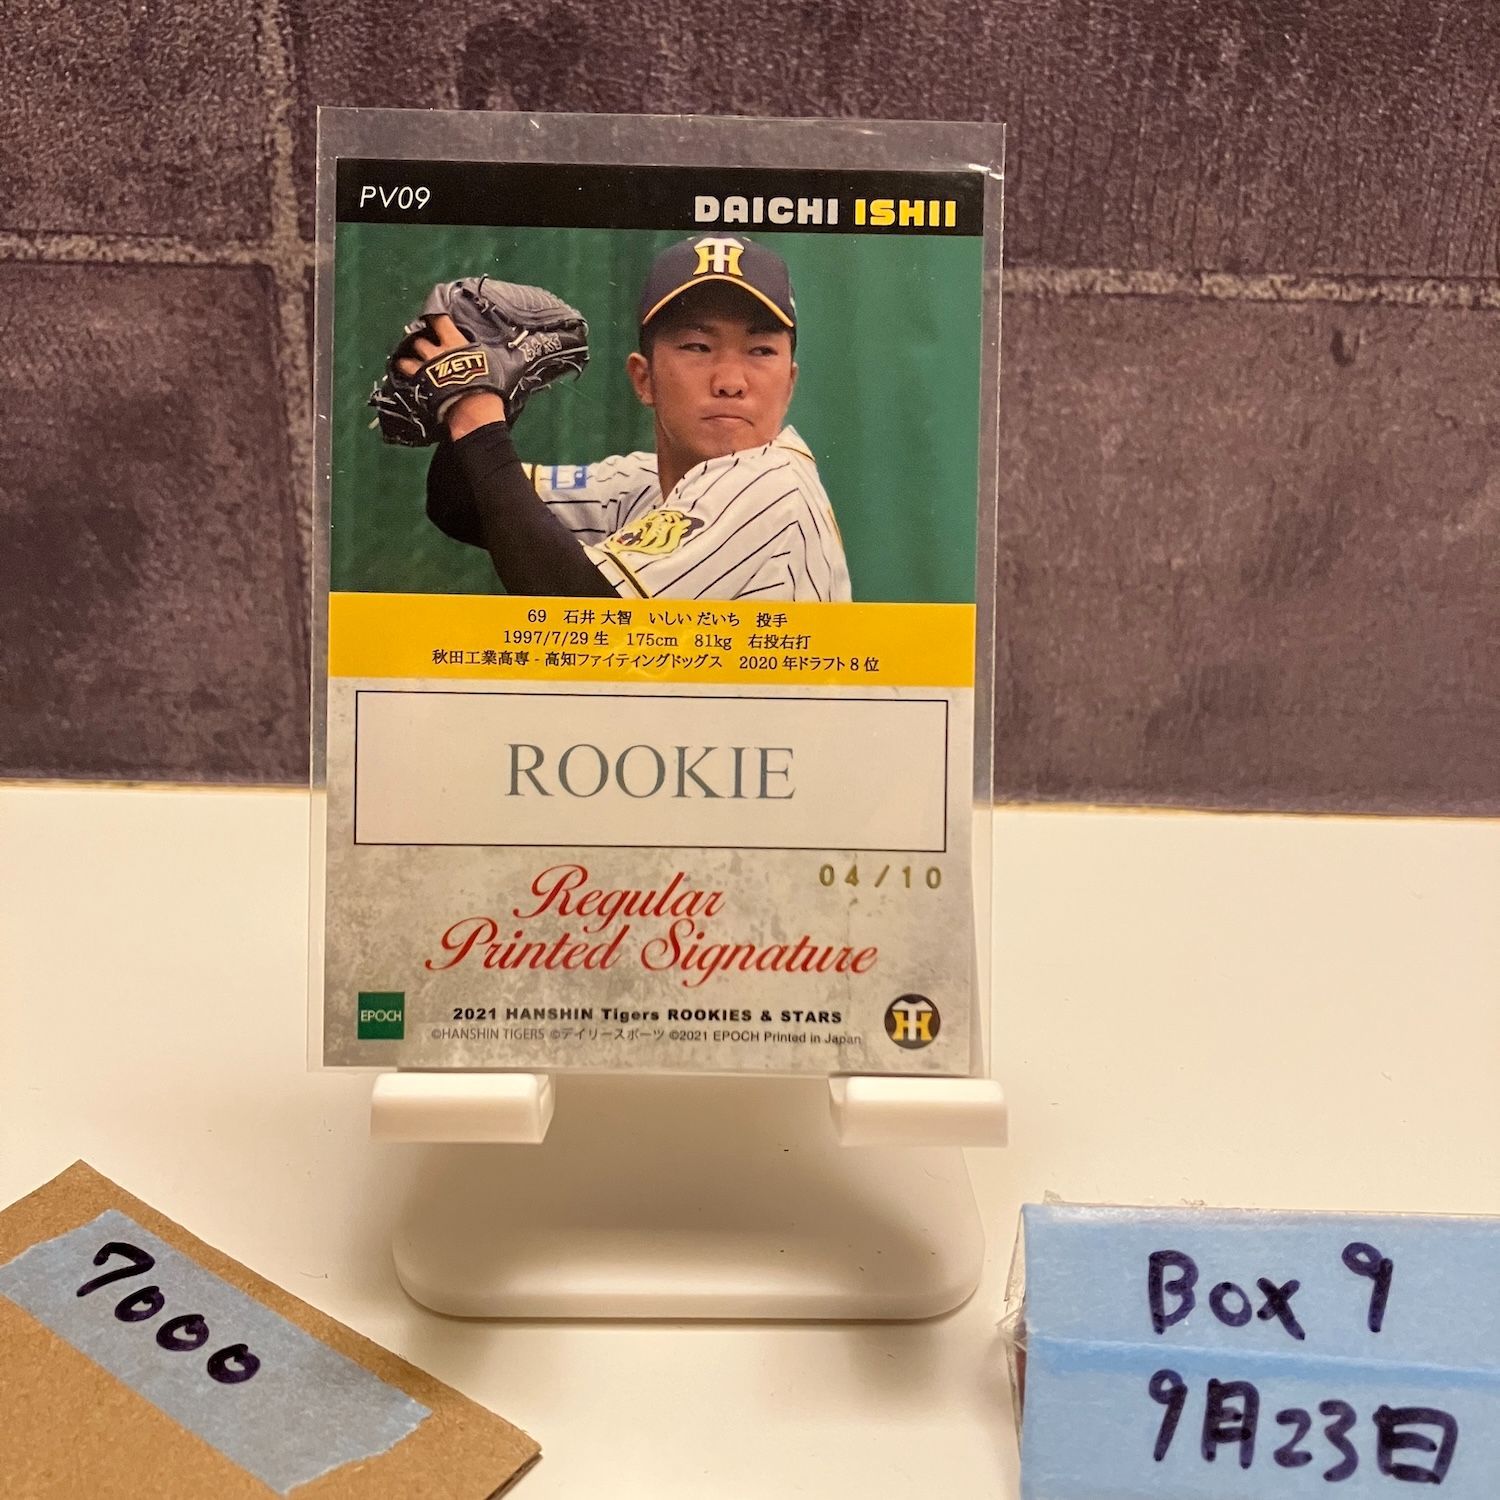 PV09
DAICHI ISHII
ZETT
69 石井 大智 いしい だいち 投手
1997/7/29 生 175cm 81kg 右投右打
秋田工業高専 - 高知ファイティングドッグス 2020 年ドラフト 8 位
ROOKIE
04/10
Regular
Printed Signature
EPOCH
2021 HANSHIN Tigers ROOKIES & STARS
©HANSHIN TIGERS ©デイリースポーツ ©2021 EPOCH Printed in Japan
7000
Box 9
9月23日